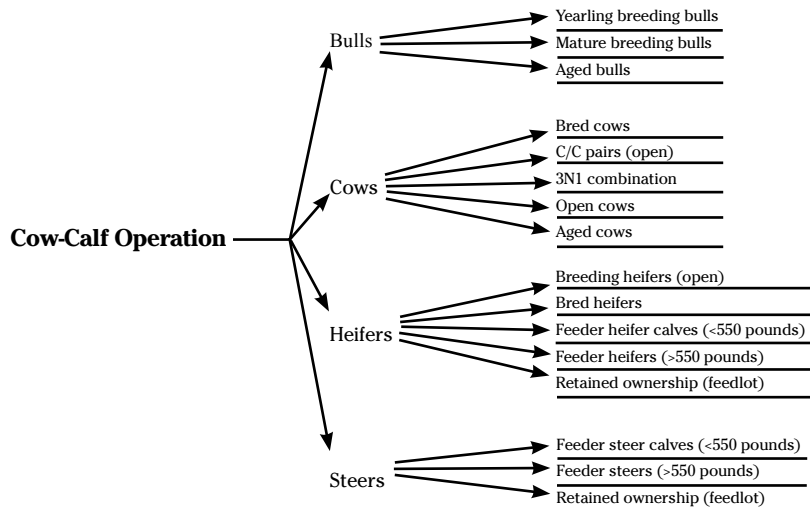 Bulls
Yearling breeding bulls
Mature breeding bulls
Aged bulls
Cows
Bred cows
C/C pairs (open)
3N1 combination
Open cows
Aged cows
Cow-Calf Operation
Heifers
Breeding heifers (open)
Bred heifers
Feeder heifer calves (<550 pounds)
Feeder heifers (>550 pounds)
Retained ownership (feedlot)
Steers
Feeder steer calves (<550 pounds)
Feeder steers (>550 pounds)
Retained ownership (feedlot)